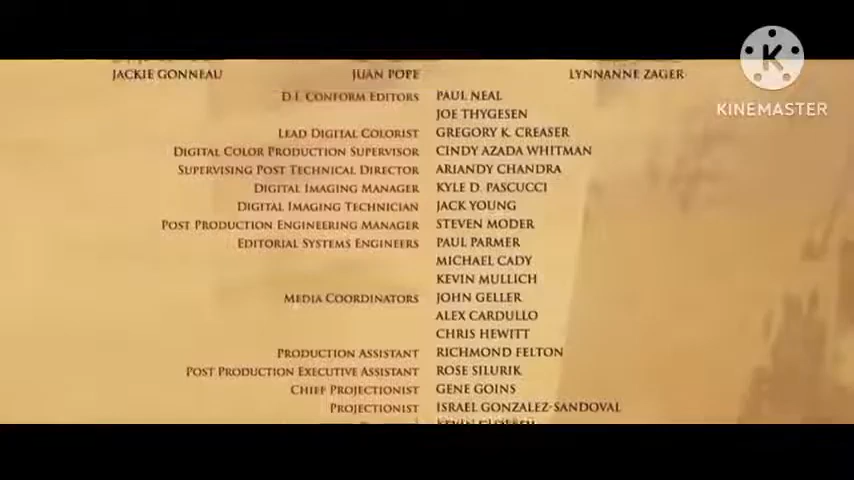 KINEMASTER
JACKIE GONNEAU JUAN POPE LYNNANNE ZAGER
D.I. CONFORM EDITORS PAUL NEAL
JOE THYGESEN
LEAD DIGITAL COLORIST GREGORY K. CREASER
DIGITAL COLOR PRODUCTION SUPERVISOR CINDY AZADA WHITMAN
SUPERVISING POST TECHNICAL DIRECTOR ARIANDY CHANDRA
DIGITAL IMAGING MANAGER KYLE D. PASCUCCI
DIGITAL IMAGING TECHNICIAN JACK YOUNG
POST PRODUCTION ENGINEERING MANAGER STEVEN MODER
EDITORIAL SYSTEMS ENGINEERS PAUL PARMER
MICHAEL CADY
KEVIN MULLICH
MEDIA COORDINATORS JOHN GELLER
ALEX CARDULLO
CHRIS HEWITT
PRODUCTION ASSISTANT RICHMOND FELTON
POST PRODUCTION EXECUTIVE ASSISTANT ROSE SILURIK
CHIEF PROJECTIONIST GENE GOINS
PROJECTIONIST ISRAEL GONZALEZ-SANDOVAL